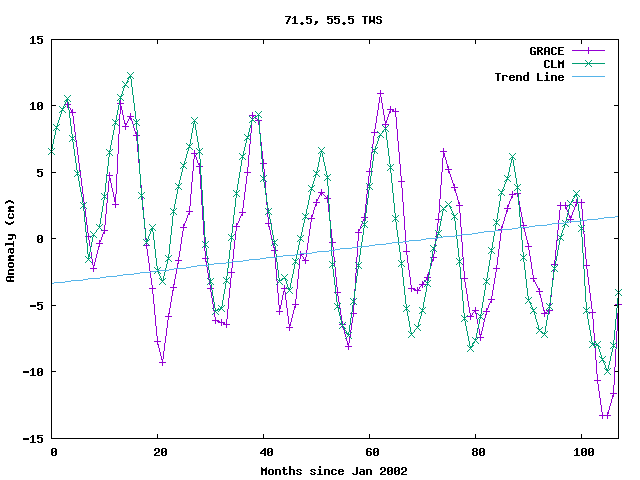 71.5, 55.5 TWS
GRACE
CLM
Trend Line
15
10
5
0
-5
-10
-15
Anomaly (cm)
0 20 40 60 80 100
Months since Jan 2002